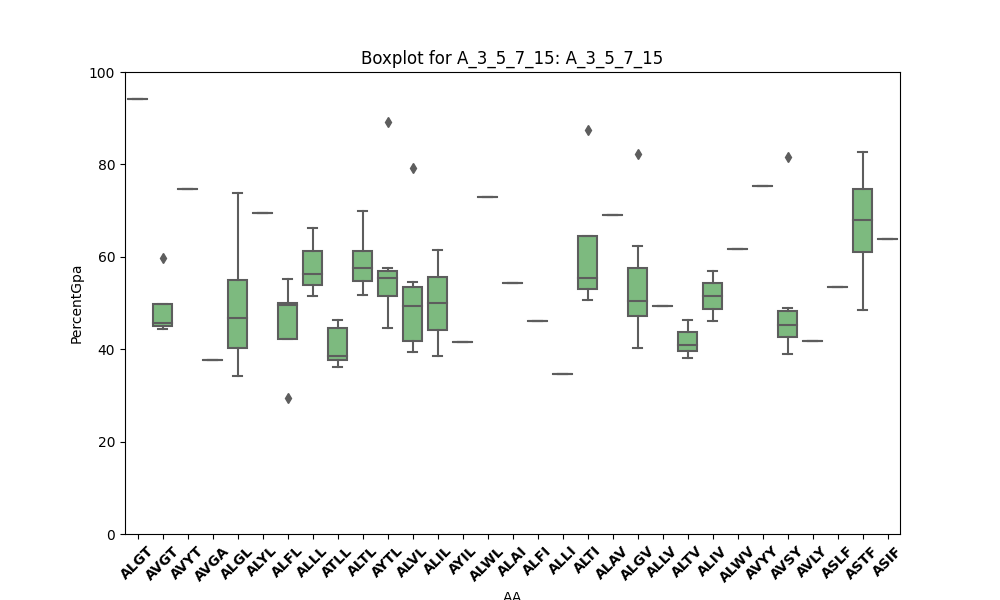 Boxplot for A_3_5_7_15: A_3_5_7_15
100
80
60
40
20
0
PercentGpa
ALGT AVGT AVYT AVGA ALGL ALYL ALFL ALLL ATLL ALTL AYTL ALVL ALIL AYIL ALWL ALAI ALFI ALLI ALTI ALAV ALGV ALLV ALTV ALIV ALWV AVYY AVSY AVLY ASLF ASTF ASIF
AA